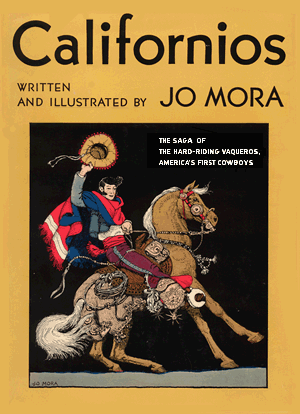 Californios
WRITTEN
AND ILLUSTRATED BY JO MORA
THE SAGA OF
THE HARD-RIDING VAQUEROS,
AMERICA'S FIRST COWBOYS
JO MORA